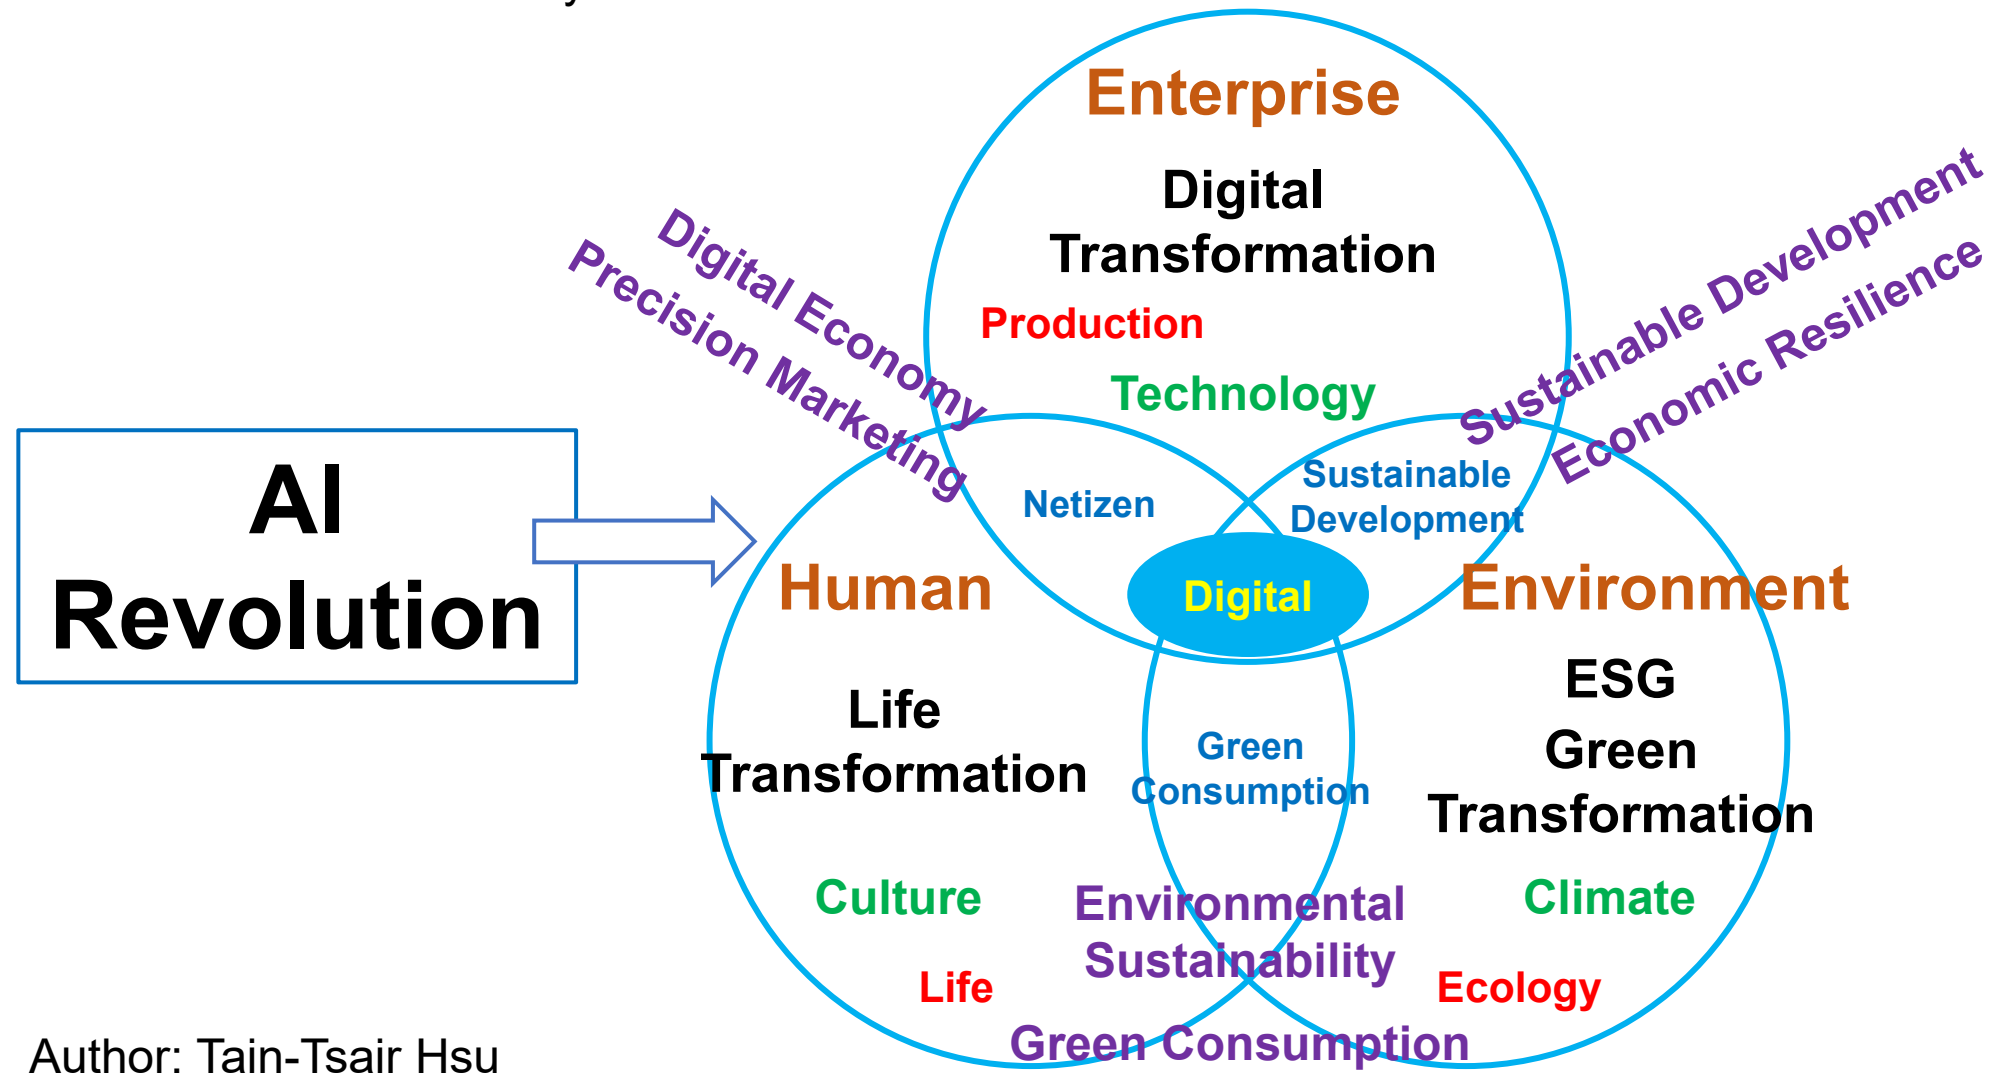 Enterprise
Digital
Transformation
Production
Technology
Digital Economy
Precision Marketing
Sustainable Development
Economic Resilience
AI
Revolution
Netizen
Sustainable
Development
Human
Digital
Environment
Life
Transformation
Green
Consumption
ESG
Green
Transformation
Culture
Life
Environmental
Sustainability
Green Consumption
Climate
Ecology
Author: Tain-Tsair Hsu